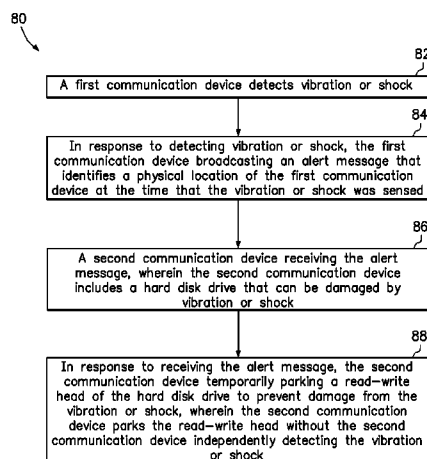 80
82
A first communication device detects vibration or shock
84
In response to detecting vibration or shock, the first
communication device broadcasting an alert message that
identifies a physical location of the first communication
device at the time that the vibration or shock was sensed
86
A second communication device receiving the alert
message, wherein the second communication device
includes a hard disk drive that can be damaged by
vibration or shock
88
In response to receiving the alert message, the second
communication device temporarily parking a read-write
head of the hard disk drive to prevent damage from the
vibration or shock, wherein the second communication
device parks the read-write head without the second
communication device independently detecting the vibration
or shock